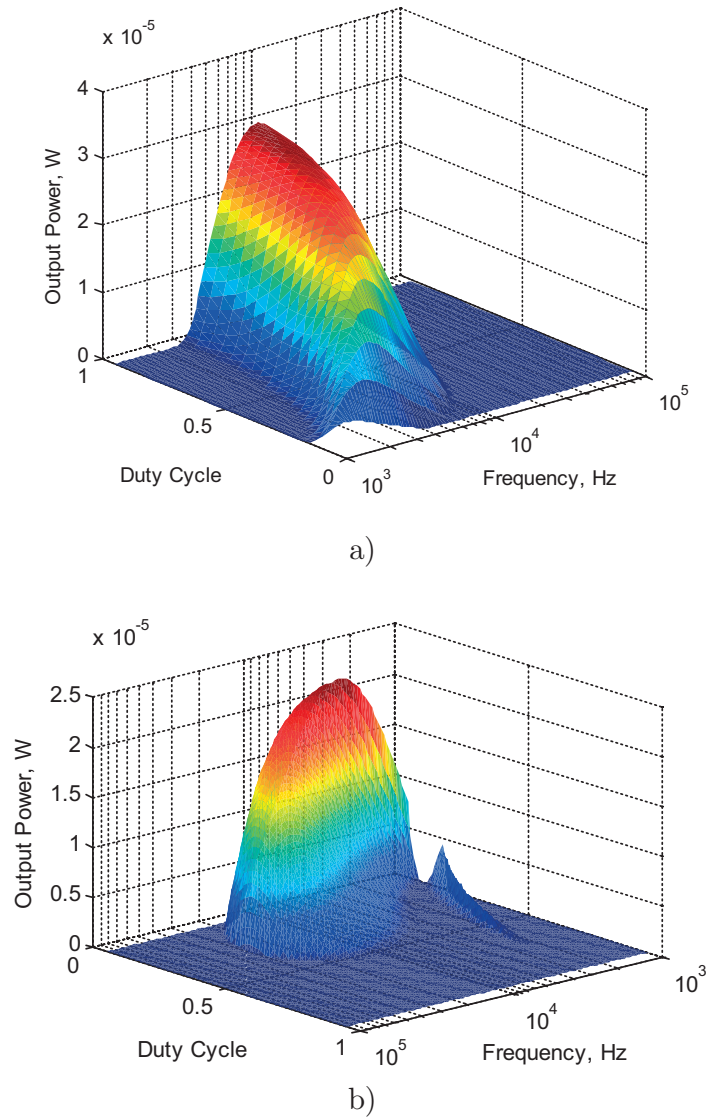 x 10-5
4
3
2
1
0
Output Power, W
1
0.5
0
Duty Cycle
10^3
10^4
10^5
Frequency, Hz
a)
x 10-5
2.5
2
1.5
1
0.5
0
Output Power, W
0
0.5
1
Duty Cycle
10^5
10^4
10^3
Frequency, Hz
b)